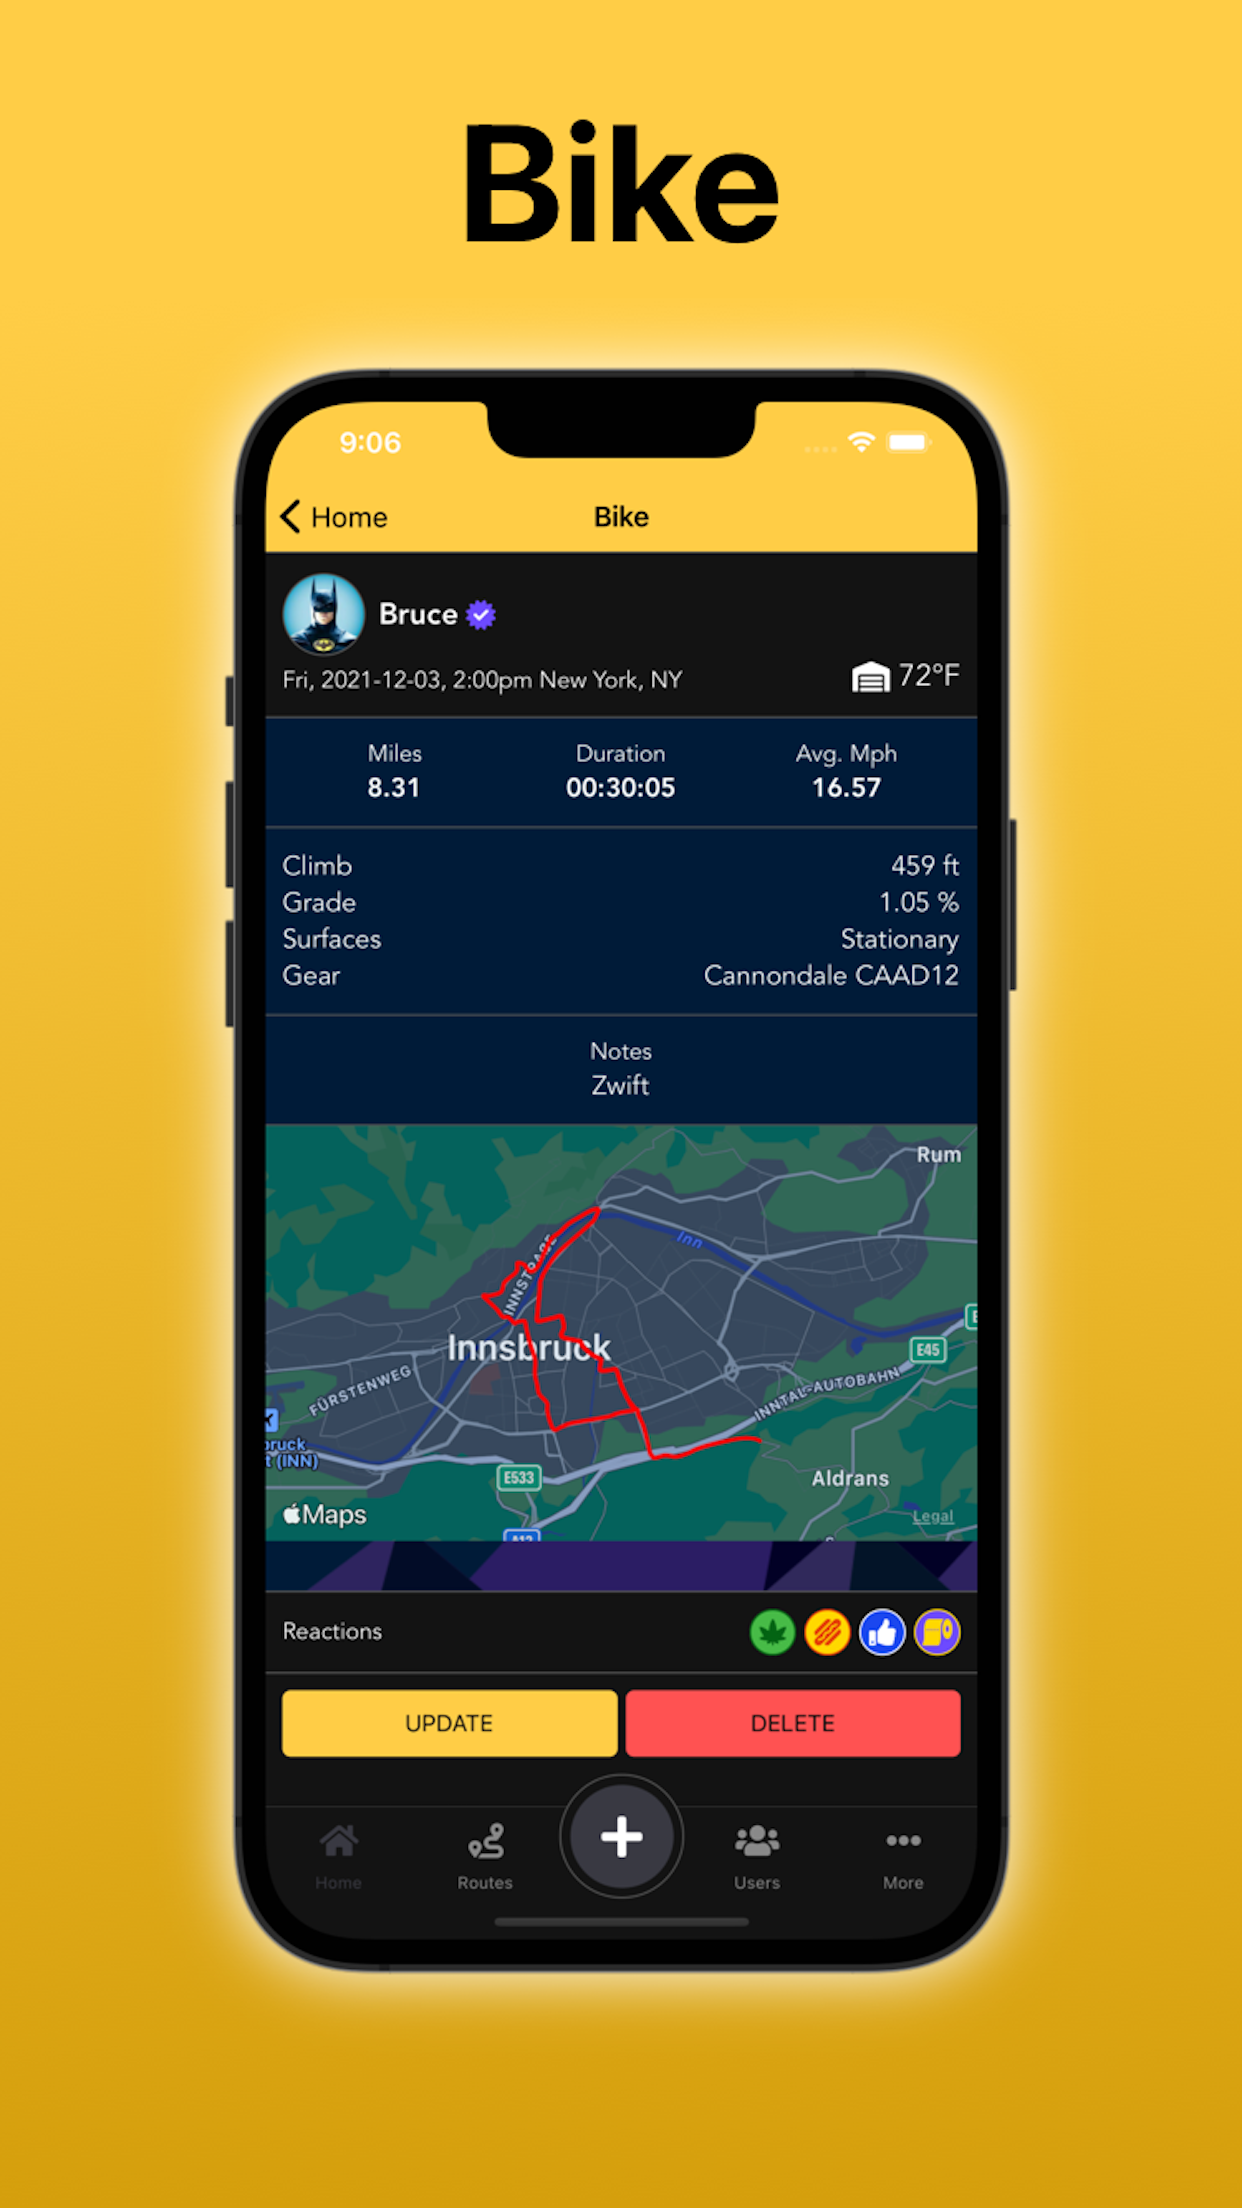 Bike
9:06
Home
Bike
Bruce
Fri, 2021-12-03, 2:00pm New York, NY
72°F
Miles
Duration
Avg. Mph
8.31
00:30:05
16.57
Climb
459 ft
Grade
1.05 %
Surfaces
Stationary
Gear
Cannondale CAAD12
Notes
Zwift
Rum
Inn
INNSTRAßE
Innsbruck
E45
INNTAL-AUTOBAHN
FÜRSTENWEG
bruck
t (INN)
E533
Aldrans
Maps
Legal
A12
Reactions
UPDATE
DELETE
Home
Routes
Users
More